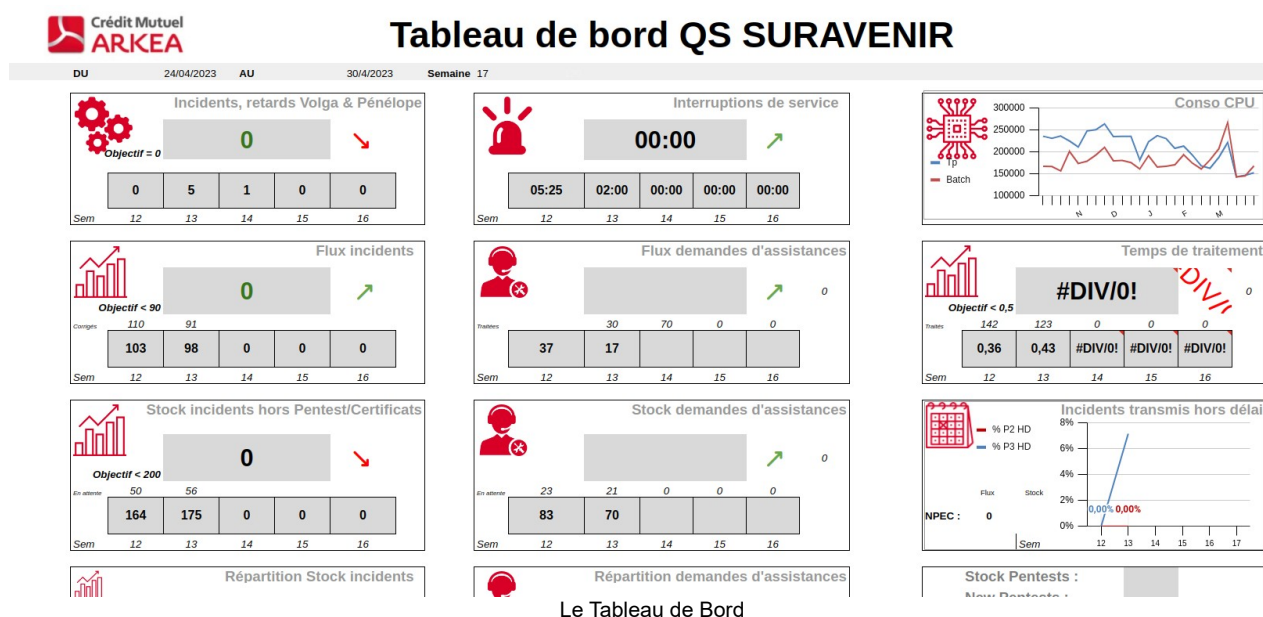 Crédit Mutuel
ARKEA
Tableau de bord QS SURAVENIR
DU 24/04/2023 AU 30/4/2023 Semaine 17
Incidents, retards Volga & Pénélope
0
Objectif = 0
0 5 1 0 0
Sem 12 13 14 15 16
Interruptions de service
00:00
05:25 02:00 00:00 00:00 00:00
Sem 12 13 14 15 16
Conso CPU
300000
250000
200000
150000
100000
Tp
Batch
N D J F M
Flux incidents
0
Objectif < 90
Corrigés 110 91
103 98 0 0 0
Sem 12 13 14 15 16
Flux demandes d'assistances
0
Traitées 30 70 0 0
37 17
Sem 12 13 14 15 16
Temps de traitement
#DIV/0! #DIV/0 0
Objectif < 0,5
Traités 142 123 0 0 0
0,36 0,43 #DIV/0! #DIV/0! #DIV/0!
Sem 12 13 14 15 16
Stock incidents hors Pentest/Certificats
0
Objectif < 200
En attente 50 56
164 175 0 0 0
Sem 12 13 14 15 16
Stock demandes d'assistances
0
En attente 23 21 0 0 0
83 70
Sem 12 13 14 15 16
Incidents transmis hors délai
% P2 HD
% P3 HD
8%
6%
4%
2%
0%
Flux Stock
NPEC : 0
0,00% 0,00%
Sem 12 13 14 15 16 17
Répartition Stock incidents
Répartition demandes d'assistances
Stock Pentests :
New Pentests :
Le Tableau de Bord